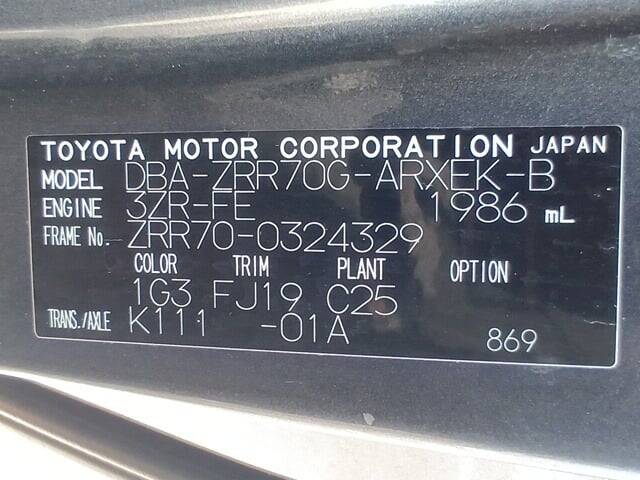 TOYOTA MOTOR CORPORATION JAPAN
MODEL DBA-ZRR70G-ARXEK-B
ENGINE 3ZR-FE 1986 mL
FRAME No. ZRR70-0324329
COLOR TRIM PLANT OPTION
1G3 FJ19 C25
TRANS./AXLE K111 -01A 869